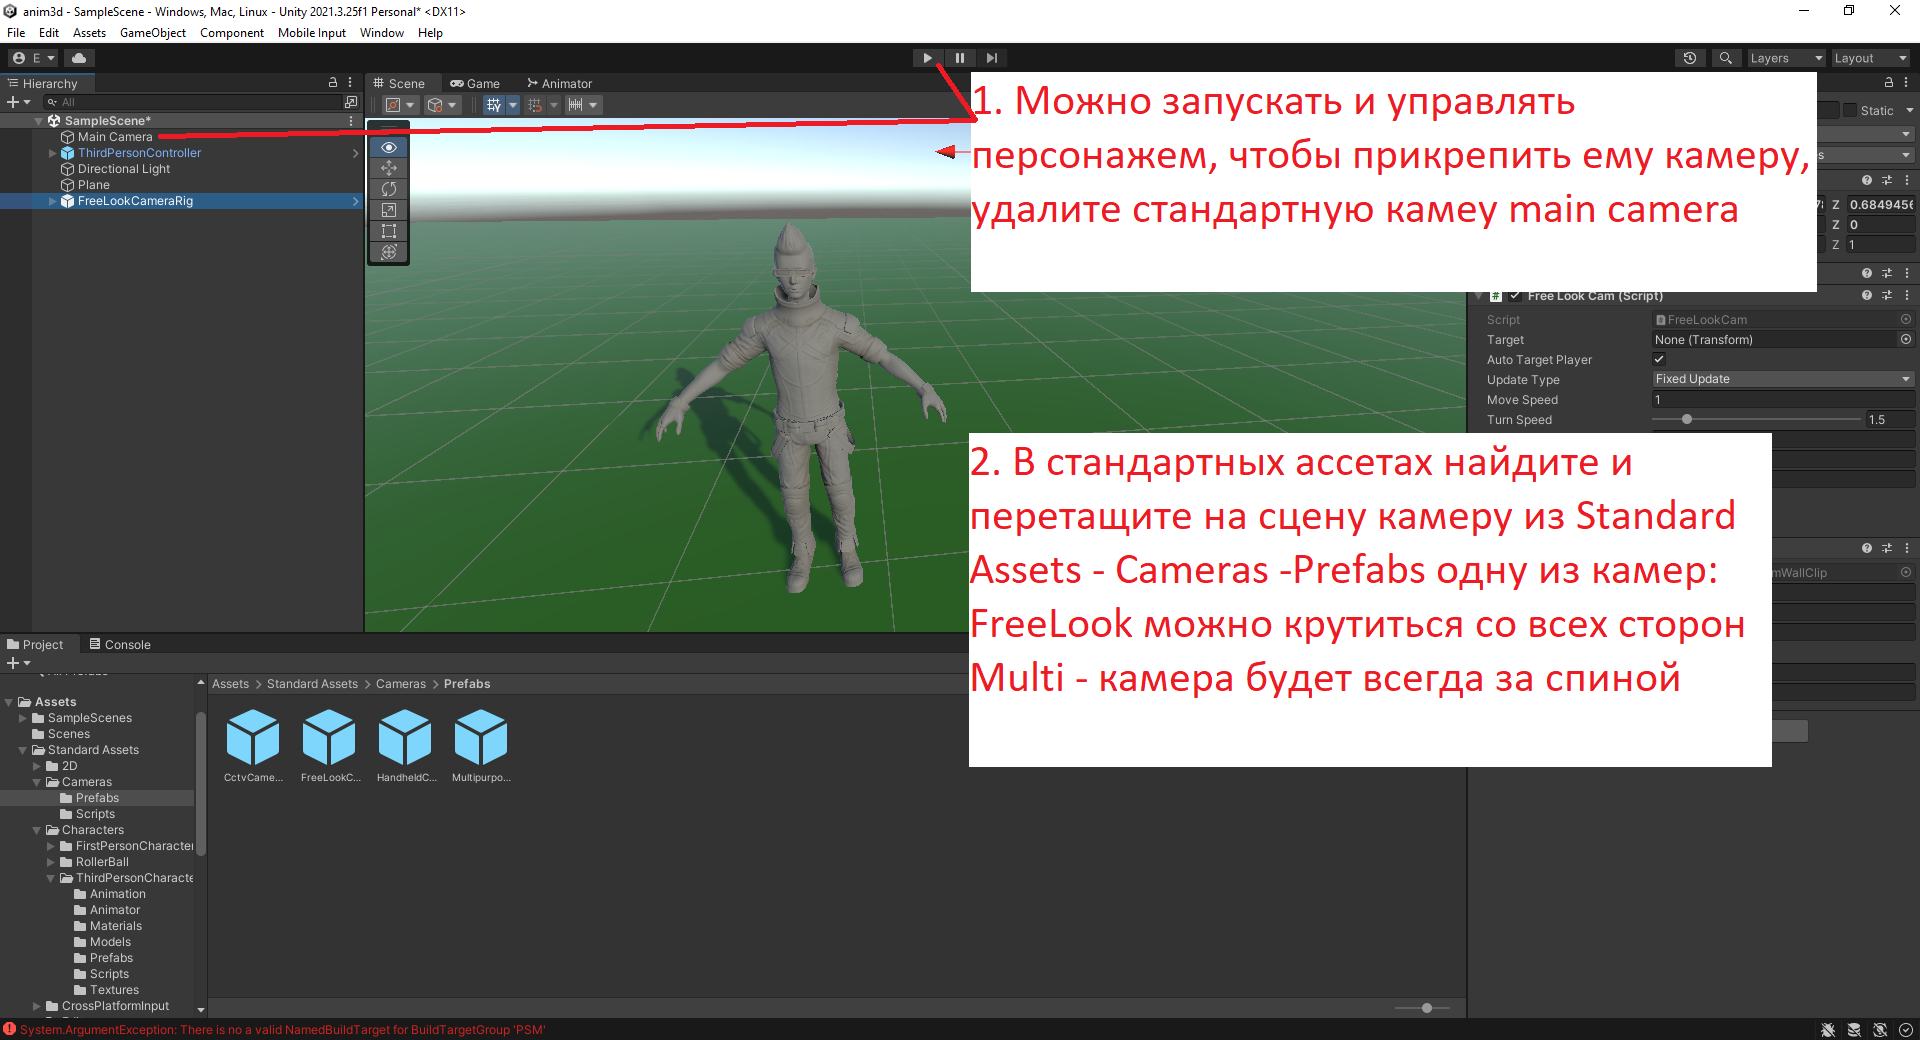 anim3d - SampleScene - Windows, Mac, Linux - Unity 2021.3.25f1 Personal* <DX11>
File Edit Assets GameObject Component Mobile Input Window Help
E
Layers
Layout
Hierarchy
All
SampleScene*
Main Camera
ThirdPersonController
Directional Light
Plane
FreeLookCameraRig
Scene
Game
Animator
1. Можно запускать и управлять
персонажем, чтобы прикрепить ему камеру,
удалите стандартную камеу main camera
Static
Z 0.6849456
Z 0
Z 1
Free Look Cam (Script)
Script FreeLookCam
Target None (Transform)
Auto Target Player
Update Type Fixed Update
Move Speed 1
Turn Speed 1.5
2. В стандартных ассетах найдите и
перетащите на сцену камеру из Standard
Assets - Cameras -Prefabs одну из камер:
FreeLook можно крутиться со всех сторон
Multi - камера будет всегда за спиной
mWallClip
Project
Console
Assets
SampleScenes
Scenes
Standard Assets
2D
Cameras
Prefabs
Scripts
Characters
FirstPersonCharacter
RollerBall
ThirdPersonCharacte
Animation
Animator
Materials
Models
Prefabs
Scripts
Textures
CrossPlatformInput
Assets > Standard Assets > Cameras > Prefabs
CctvCame...
FreeLookC...
HandheldC...
Multipurpo...
System.ArgumentException: There is no a valid NamedBuildTarget for BuildTargetGroup 'PSM'